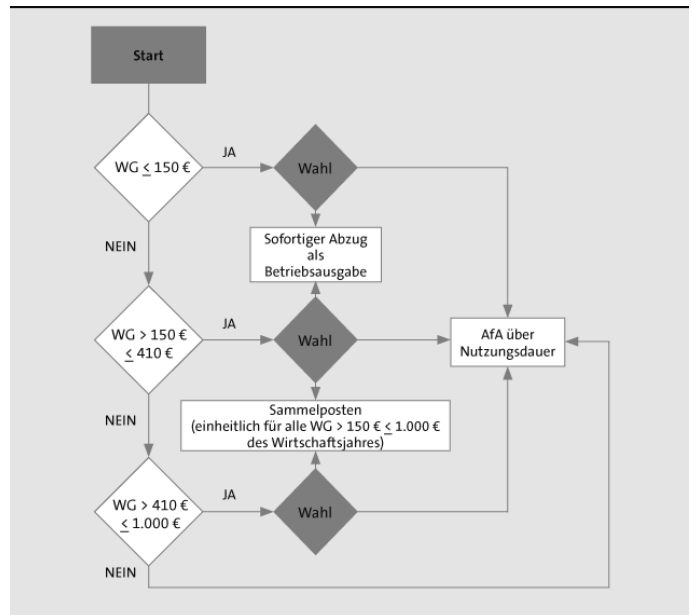 Start
WG ≤ 150 €
JA
Wahl
Sofortiger Abzug
als
Betriebsausgabe
NEIN
WG > 150 €
≤ 410 €
JA
Wahl
AfA über
Nutzungsdauer
Sammelposten
(einheitlich für alle WG > 150 € ≤ 1.000 €
des Wirtschaftsjahres)
NEIN
WG > 410 €
≤ 1.000 €
JA
Wahl
NEIN